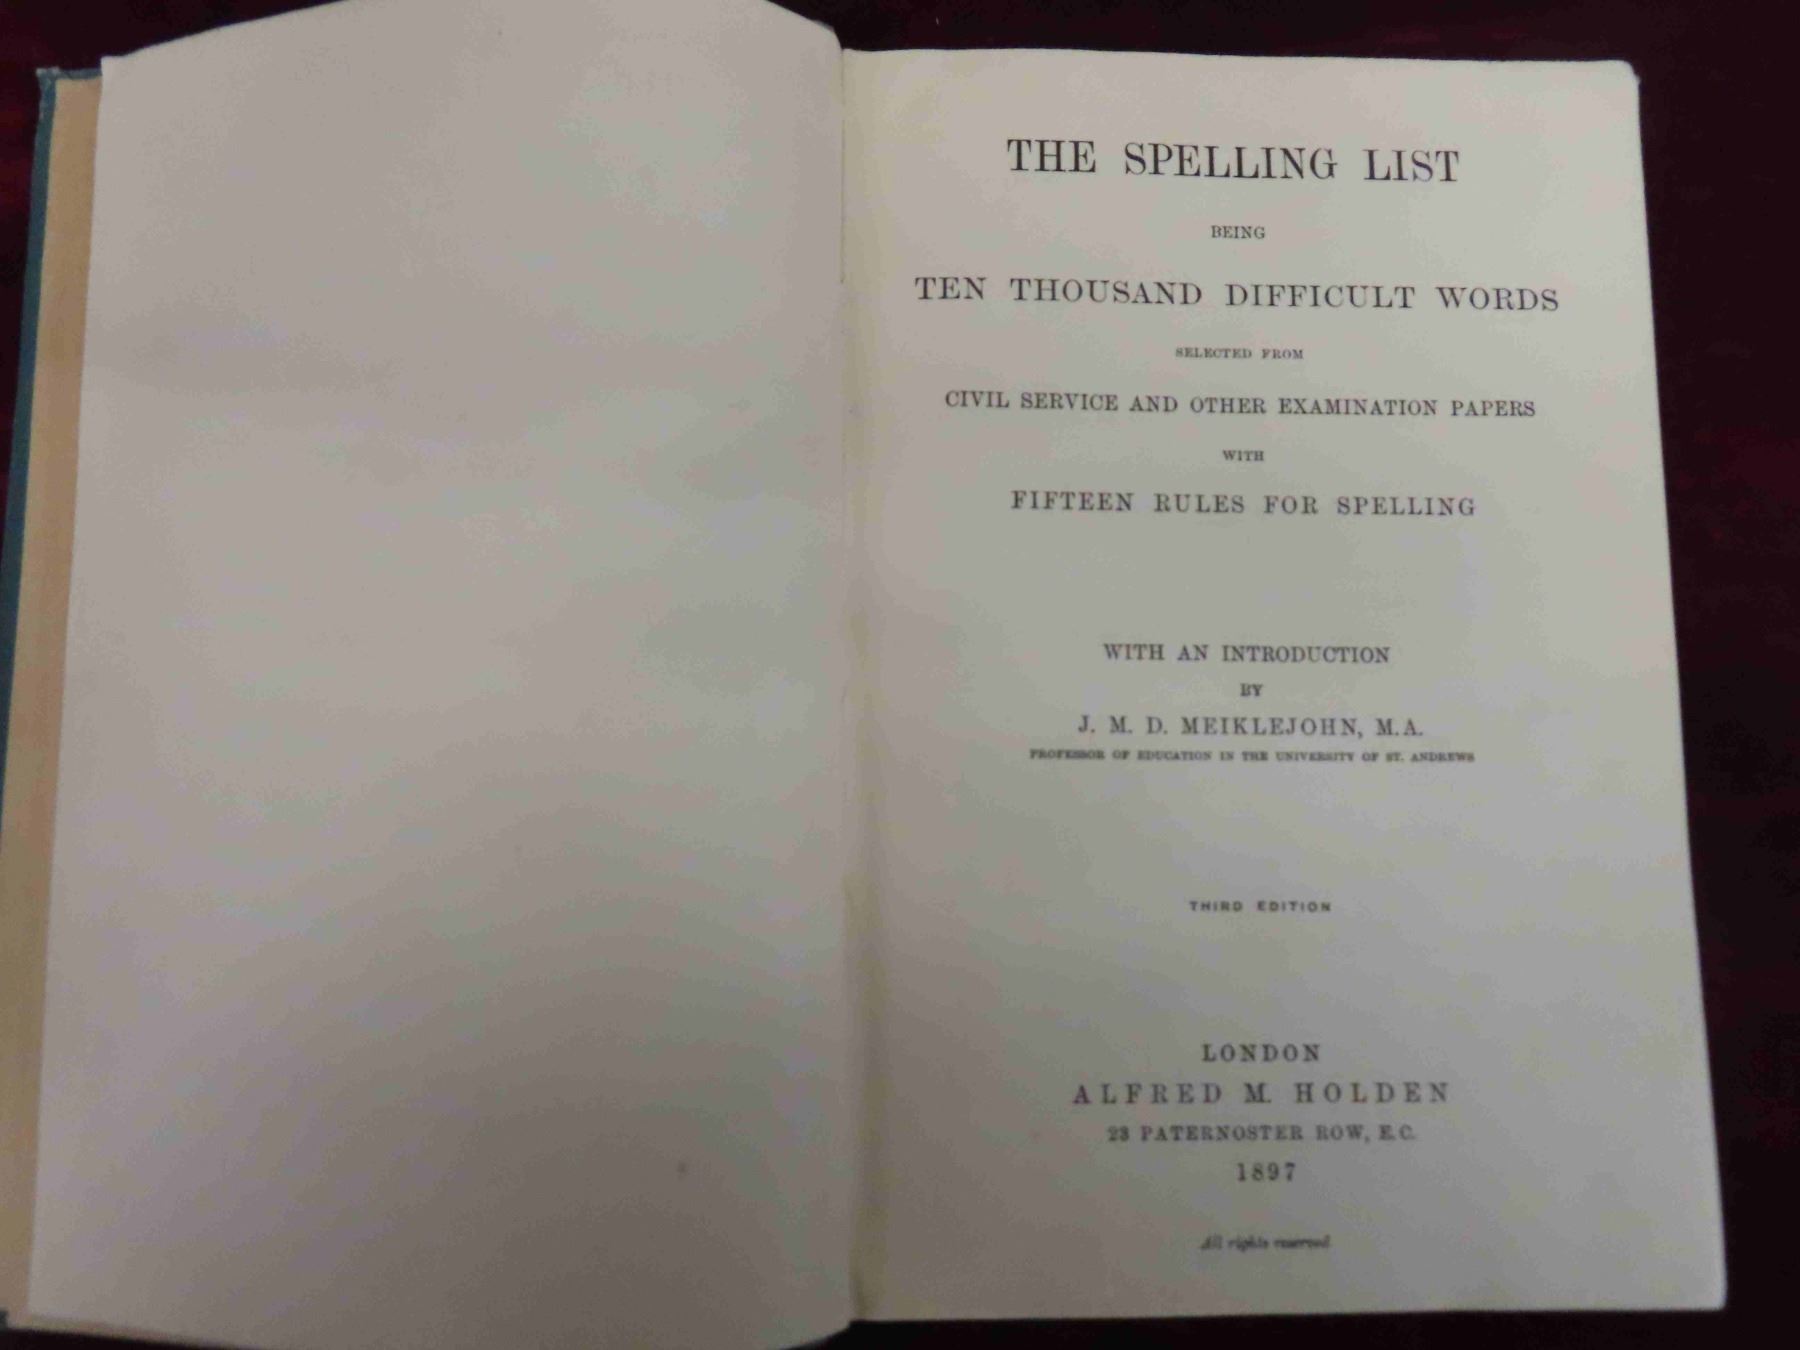 THE SPELLING LIST
BEING
TEN THOUSAND DIFFICULT WORDS
SELECTED FROM
CIVIL SERVICE AND OTHER EXAMINATION PAPERS
WITH
FIFTEEN RULES FOR SPELLING
WITH AN INTRODUCTION
BY
J. M. D. MEIKLEJOHN, M.A.
PROFESSOR OF EDUCATION IN THE UNIVERSITY OF ST. ANDREWS
THIRD EDITION
LONDON
ALFRED M. HOLDEN
23 PATERNOSTER ROW, E.C.
1897
All rights reserved